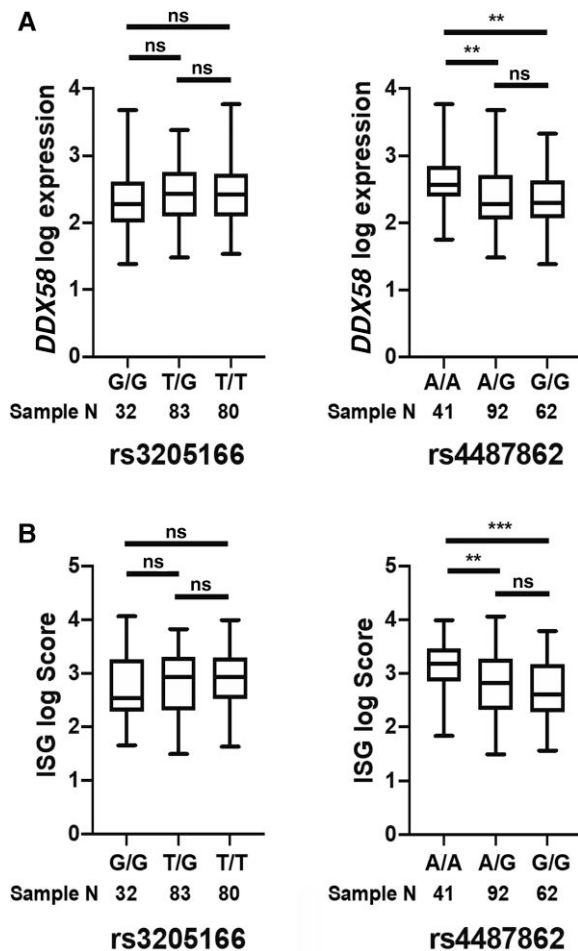 A
ns
ns
ns
DDX58 log expression
4
3
2
1
0
G/G T/G T/T
Sample N 32 83 80
rs3205166
**
**
ns
DDX58 log expression
4
3
2
1
0
A/A A/G G/G
Sample N 41 92 62
rs4487862
B
ns
ns
ns
ISG log Score
5
4
3
2
1
0
G/G T/G T/T
Sample N 32 83 80
rs3205166
***
**
ns
ISG log Score
5
4
3
2
1
0
A/A A/G G/G
Sample N 41 92 62
rs4487862